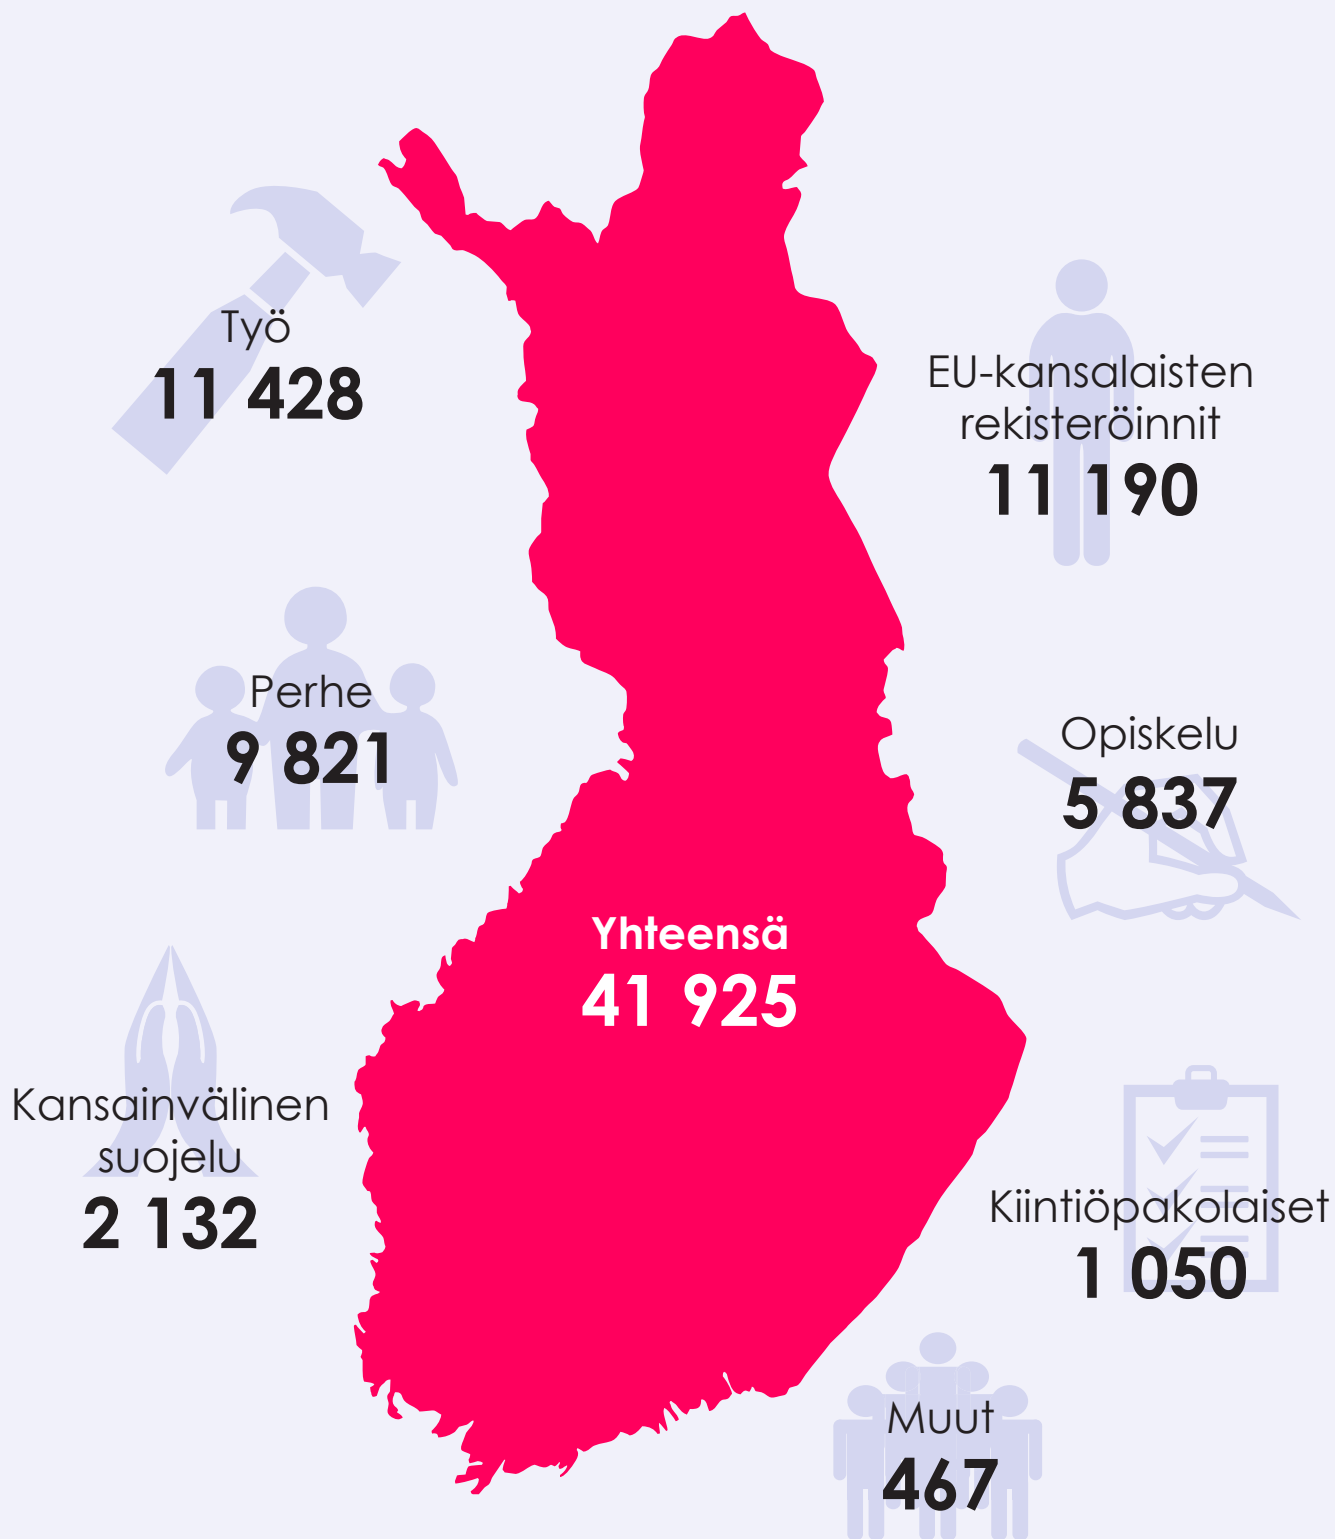 Työ
11 428
EU-kansalaisten
rekisteröinnit
11 190
Perhe
9 821
Opiskelu
5 837
Yhteensä
41 925
Kansainvälinen
suojelu
2 132
Kiintiöpakolaiset
1 050
Muut
467